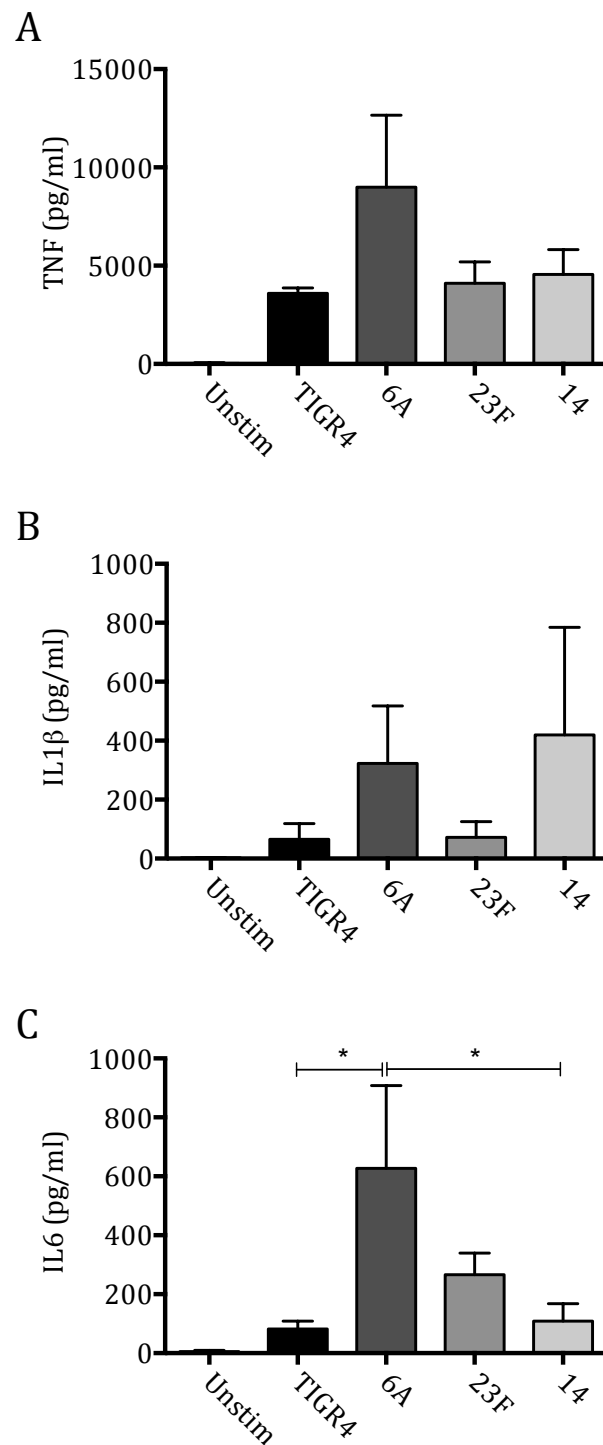 A
15000
10000
5000
0
TNF (pg/ml)
Unstim
TIGR4
6A
23F
14
B
1000
800
600
400
200
0
IL1β (pg/ml)
Unstim
TIGR4
6A
23F
14
C
* *
1000
800
600
400
200
0
IL6 (pg/ml)
Unstim
TIGR4
6A
23F
14